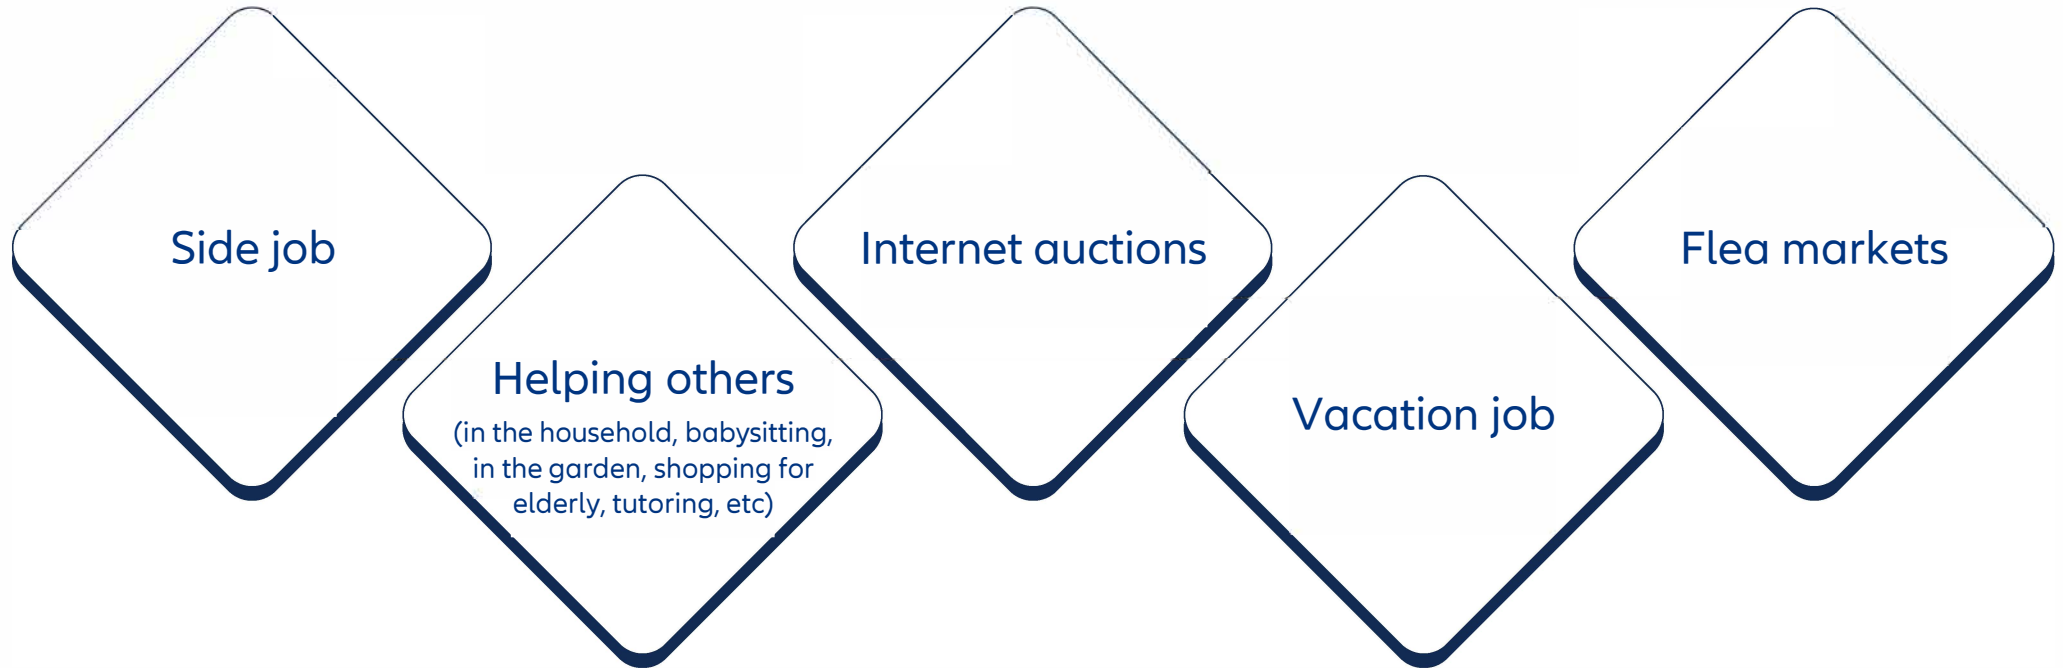 Side job
Helping others
(in the household, babysitting,
in the garden, shopping for
elderly, tutoring, etc)
Internet auctions
Vacation job
Flea markets